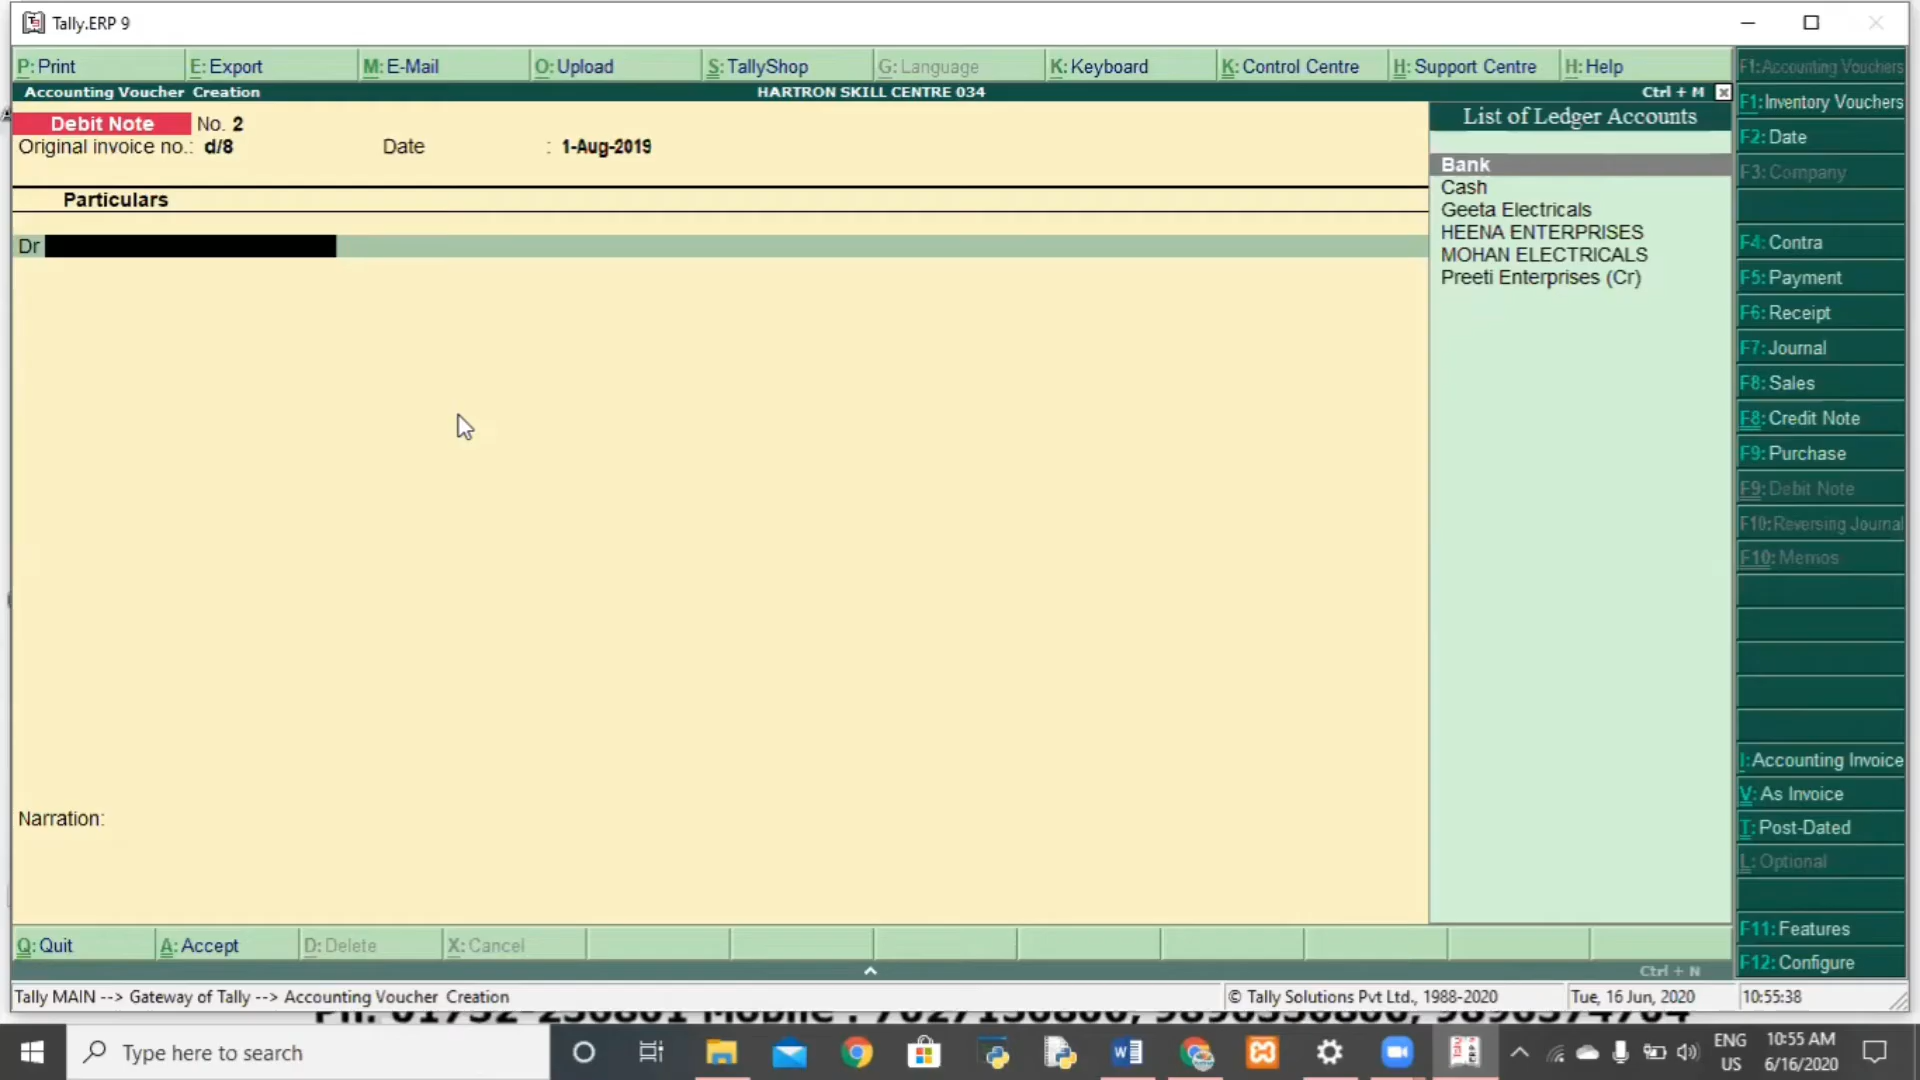 Tally.ERP 9
P: Print E: Export M: E-Mail O: Upload S: TallyShop G: Language K: Keyboard K: Control Centre H: Support Centre H: Help
Accounting Voucher Creation HARTRON SKILL CENTRE 034 Ctrl + M
Debit Note No. 2
Original invoice no.: d/8 Date : 1-Aug-2019
Particulars
Dr
Narration:
List of Ledger Accounts
Bank
Cash
Geeta Electricals
HEENA ENTERPRISES
MOHAN ELECTRICALS
Preeti Enterprises (Cr)
F1: Accounting Vouchers
F1: Inventory Vouchers
F2: Date
F3: Company
F4: Contra
F5: Payment
F6: Receipt
F7: Journal
F8: Sales
F8: Credit Note
F9: Purchase
F9: Debit Note
F10: Reversing Journal
F10: Memos
I: Accounting Invoice
V: As Invoice
T: Post-Dated
L: Optional
F11: Features
F12: Configure
Q: Quit A: Accept D: Delete X: Cancel
Ctrl + N
Tally MAIN --> Gateway of Tally --> Accounting Voucher Creation © Tally Solutions Pvt Ltd., 1988-2020 Tue, 16 Jun, 2020 10:55:38
Type here to search
ENG
US
10:55 AM
6/16/2020